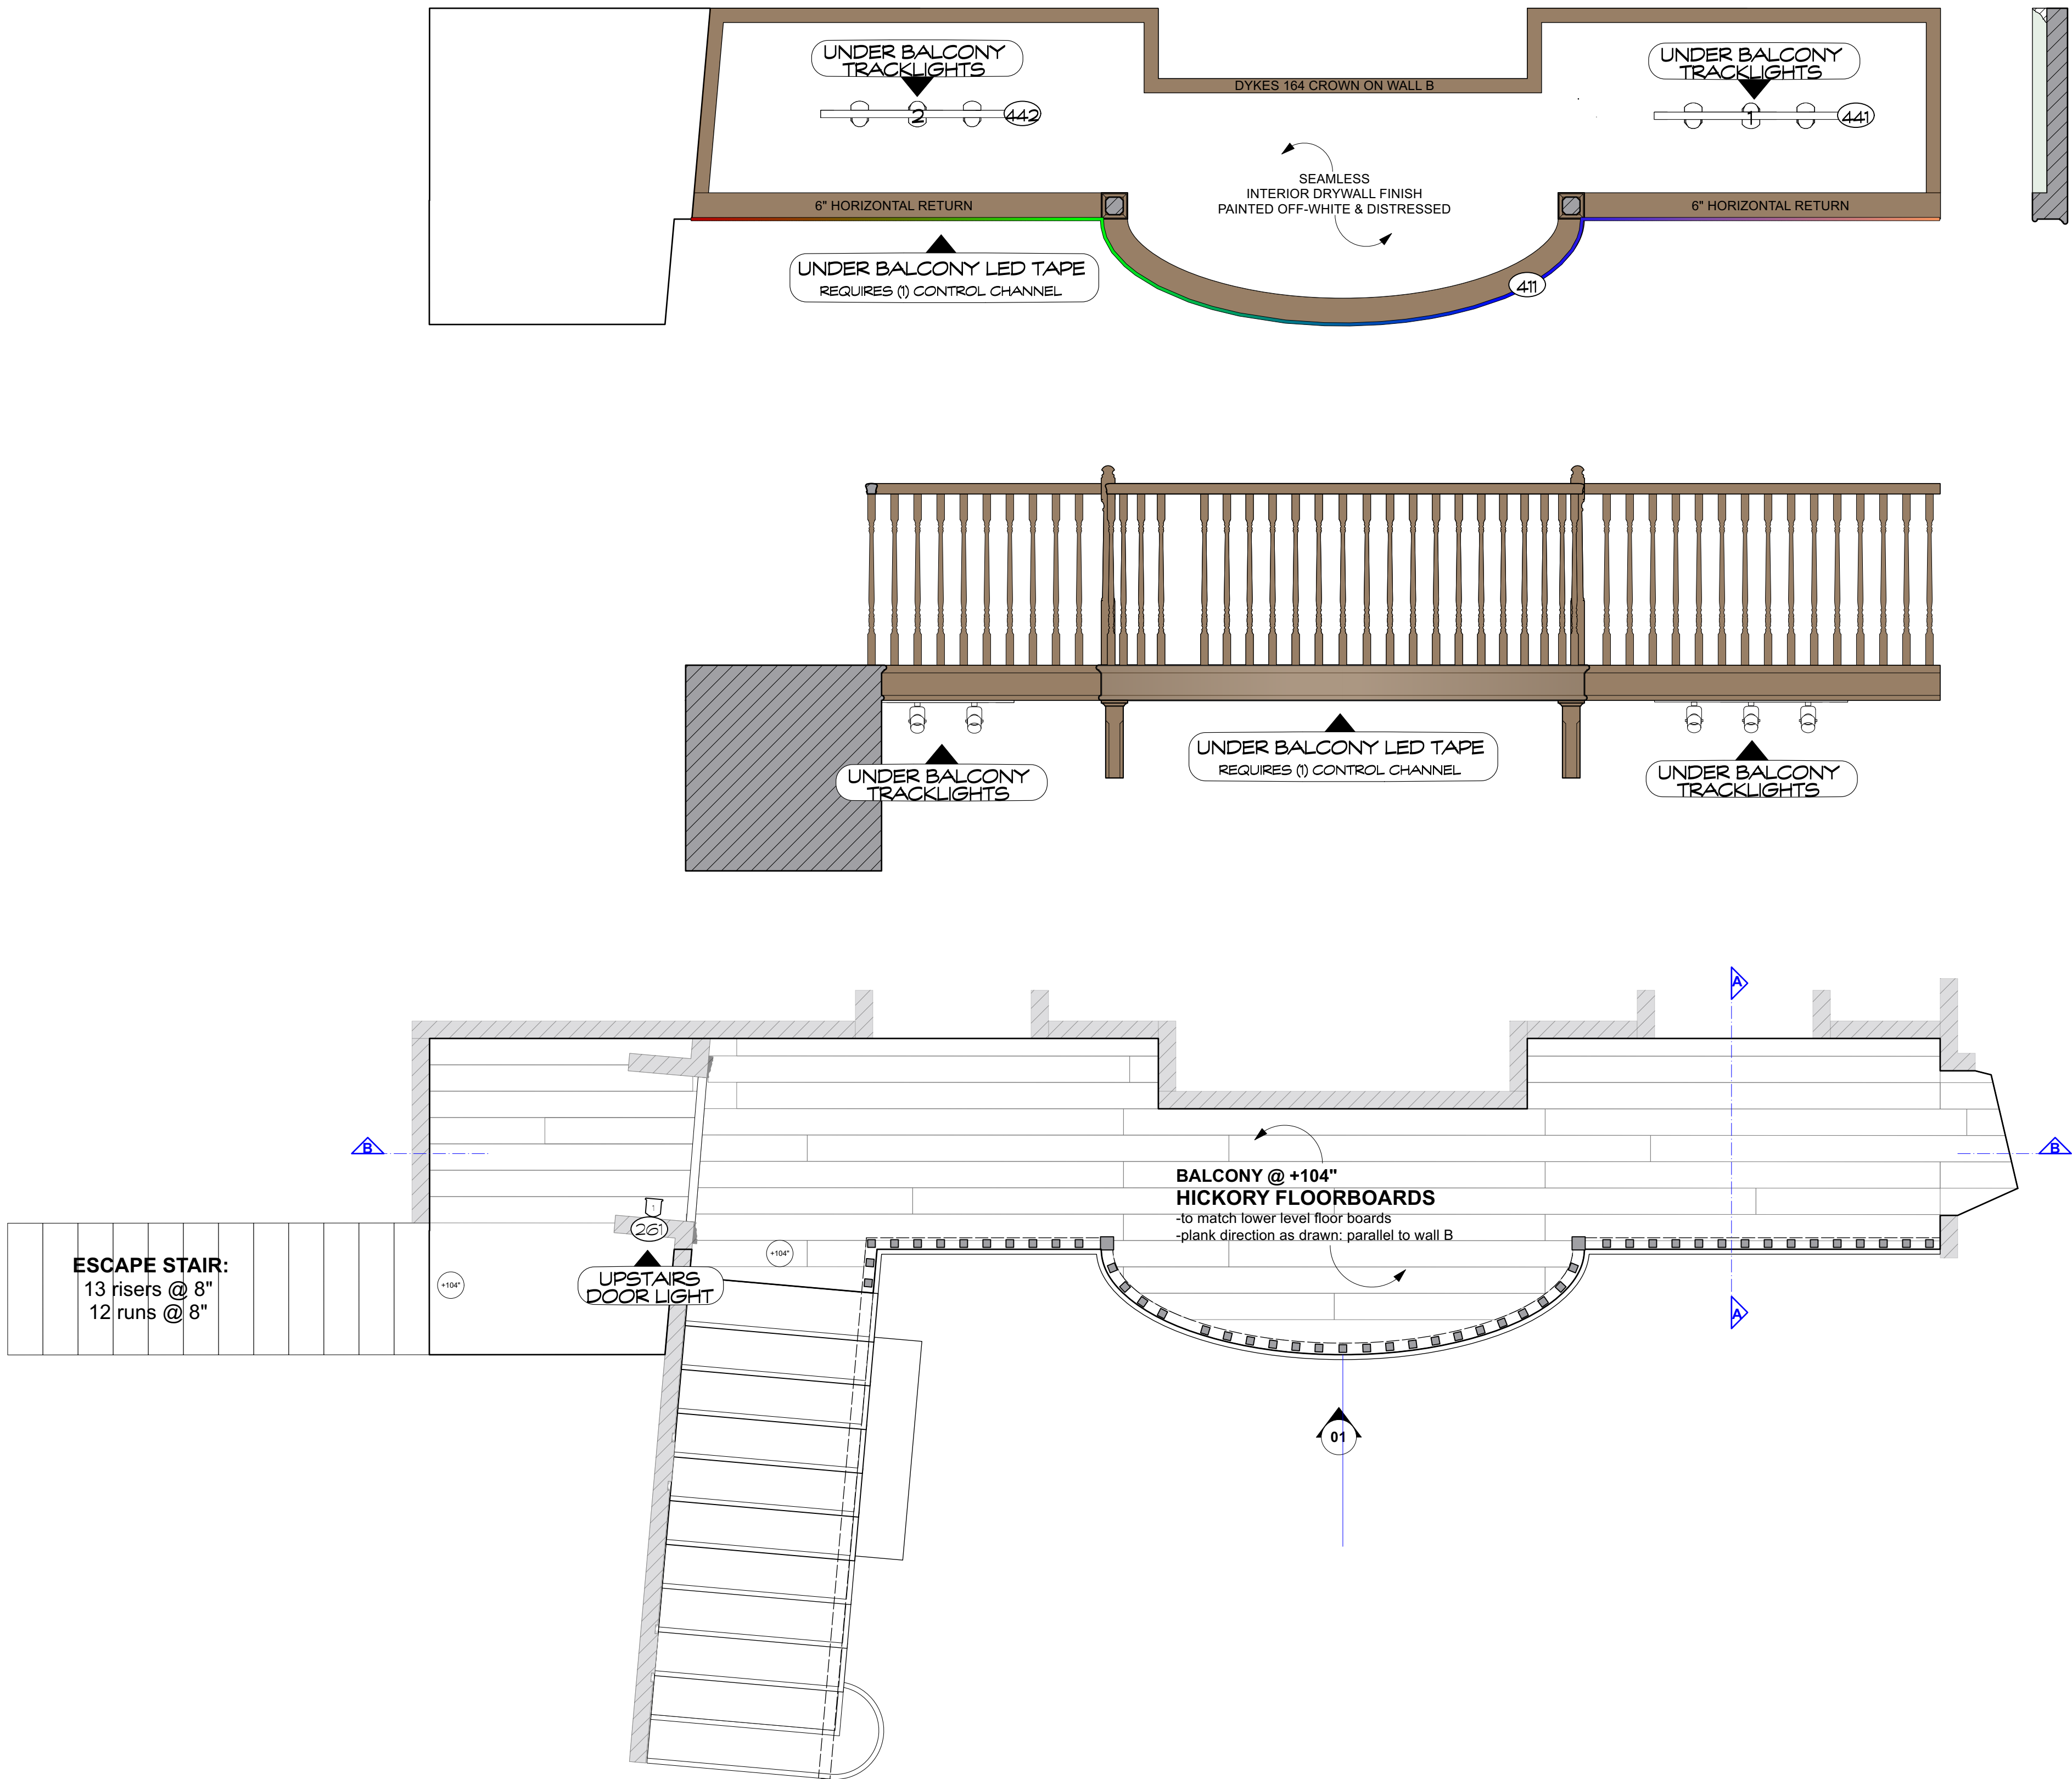 UNDER BALCONY
TRACKLIGHTS
2
442
UNDER BALCONY
TRACKLIGHTS
1
441
DYKES 164 CROWN ON WALL B
SEAMLESS
INTERIOR DRYWALL FINISH
PAINTED OFF-WHITE & DISTRESSED
6" HORIZONTAL RETURN
6" HORIZONTAL RETURN
UNDER BALCONY LED TAPE
REQUIRES (1) CONTROL CHANNEL
411
UNDER BALCONY
TRACKLIGHTS
UNDER BALCONY LED TAPE
REQUIRES (1) CONTROL CHANNEL
UNDER BALCONY
TRACKLIGHTS
A
B
B
BALCONY @ +104"
HICKORY FLOORBOARDS
-to match lower level floor boards
-plank direction as drawn: parallel to wall B
1
261
+104"
UPSTAIRS
DOOR LIGHT
ESCAPE STAIR:
13 risers @ 8"
12 runs @ 8"
+104"
A
01